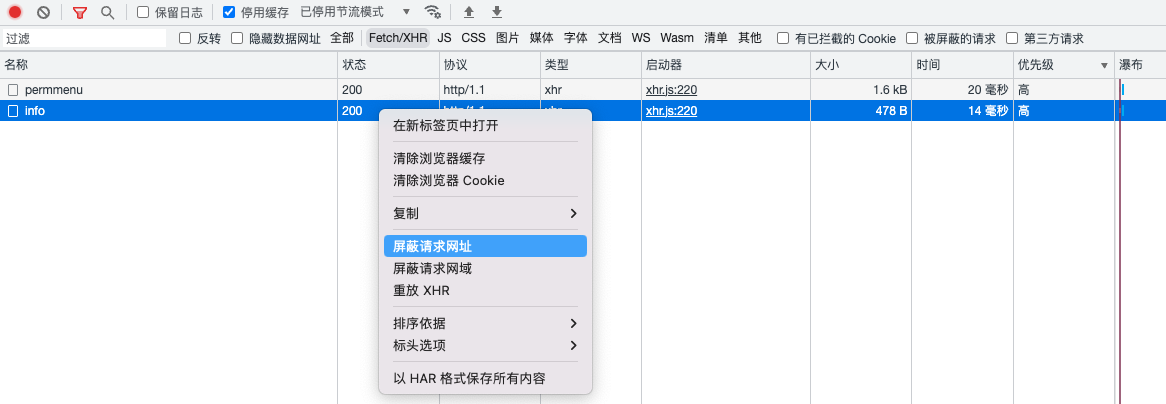 保留日志 停用缓存 已停用节流模式
过滤 反转 隐藏数据网址 全部 Fetch/XHR JS CSS 图片 媒体 字体 文档 WS Wasm 清单 其他 有已拦截的 Cookie 被屏蔽的请求 第三方请求
名称 状态 协议 类型 启动器 大小 时间 优先级 瀑布
permmenu 200 http/1.1 xhr xhr.js:220 1.6 kB 20 毫秒 高
info 200 http/1.1 xhr xhr.js:220 478 B 14 毫秒 高
在新标签页中打开
清除浏览器缓存
清除浏览器 Cookie
复制
屏蔽请求网址
屏蔽请求网域
重放 XHR
排序依据
标头选项
以 HAR 格式保存所有内容